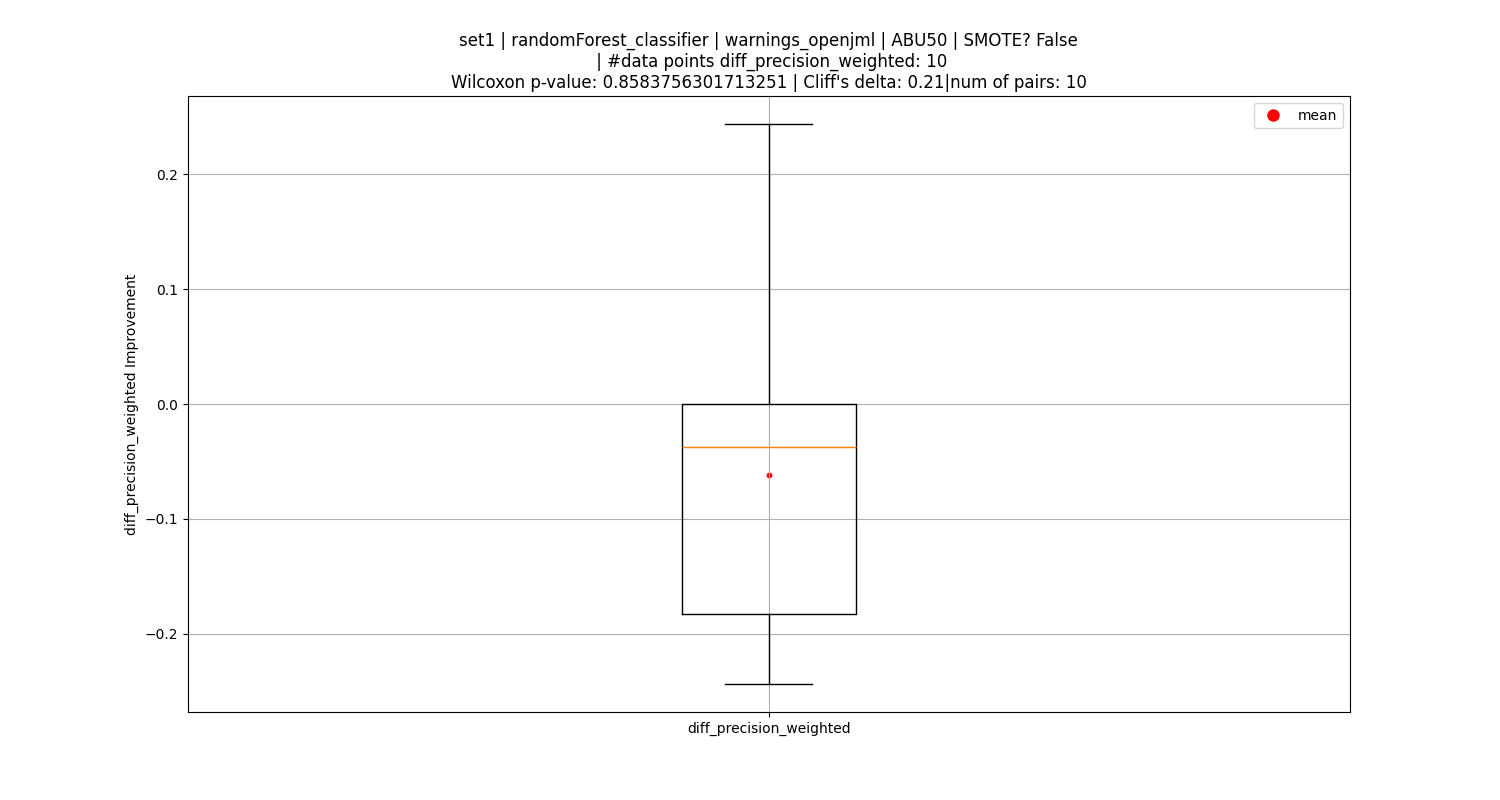 set1 | randomForest_classifier | warnings_openjml | ABU50 | SMOTE? False
| #data points diff_precision_weighted: 10
Wilcoxon p-value: 0.8583756301713251 | Cliff's delta: 0.21|num of pairs: 10
mean
0.2
0.1
0.0
−0.1
−0.2
diff_precision_weighted Improvement
diff_precision_weighted